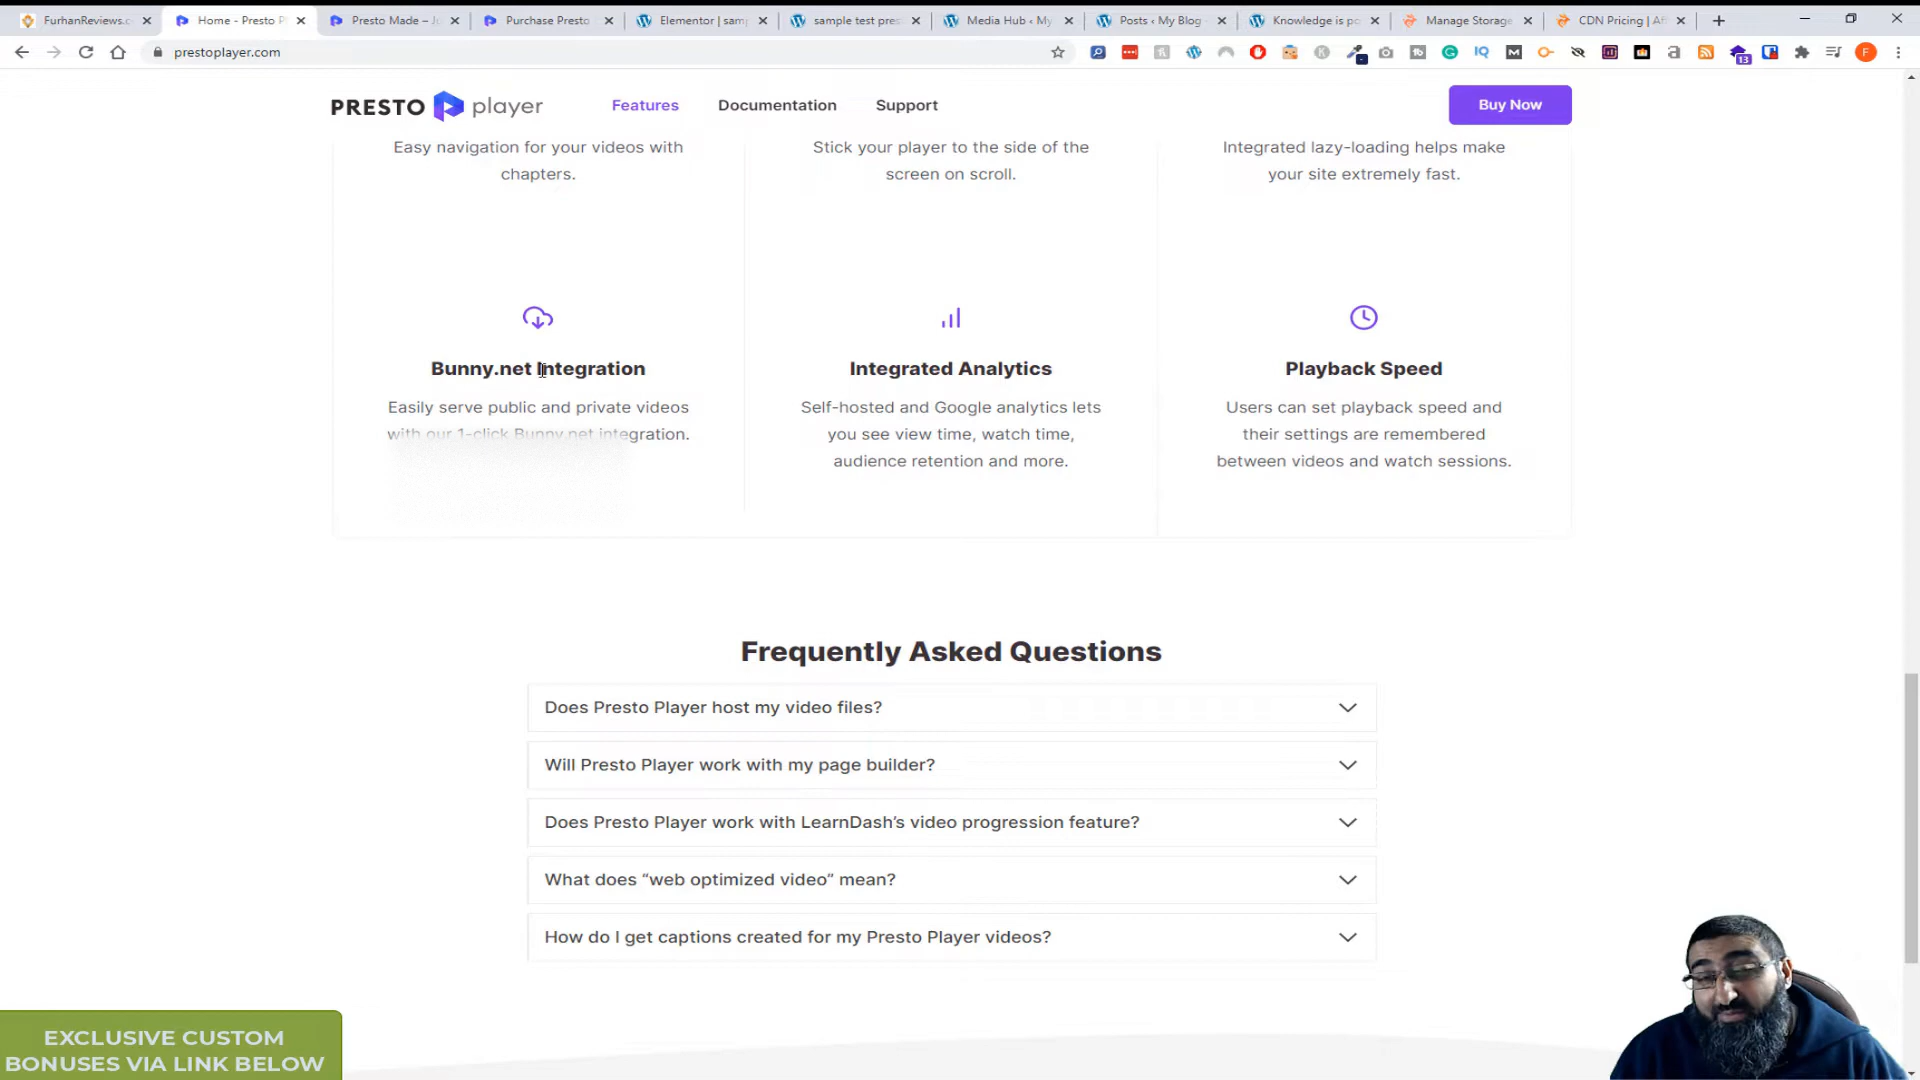 FurhanReviews.c
Home - Presto P
Presto Made – J
Purchase Presto
Elementor | sam
sample test pres
Media Hub ‹ My
Posts ‹ My Blog
Knowledge is po
Manage Storage
CDN Pricing | Af
prestoplayer.com
13
F
PRESTO player
Features
Documentation
Support
Buy Now
Easy navigation for your videos with
chapters.
Stick your player to the side of the
screen on scroll.
Integrated lazy-loading helps make
your site extremely fast.
Bunny.net Integration
Easily serve public and private videos
with our 1-click Bunny.net integration.
Integrated Analytics
Self-hosted and Google analytics lets
you see view time, watch time,
audience retention and more.
Playback Speed
Users can set playback speed and
their settings are remembered
between videos and watch sessions.
Frequently Asked Questions
Does Presto Player host my video files?
Will Presto Player work with my page builder?
Does Presto Player work with LearnDash’s video progression feature?
What does “web optimized video” mean?
How do I get captions created for my Presto Player videos?
EXCLUSIVE CUSTOM
BONUSES VIA LINK BELOW